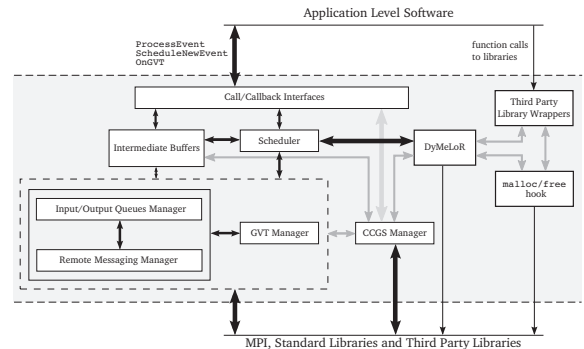 Application Level Software
ProcessEvent
ScheduleNewEvent
OnGVT
function calls
to libraries
Call/Callback Interfaces
Third Party
Library Wrappers
Intermediate Buffers
Scheduler
DyMeLoR
malloc/free
hook
Input/Output Queues Manager
GVT Manager
CCGS Manager
Remote Messaging Manager
MPI, Standard Libraries and Third Party Libraries